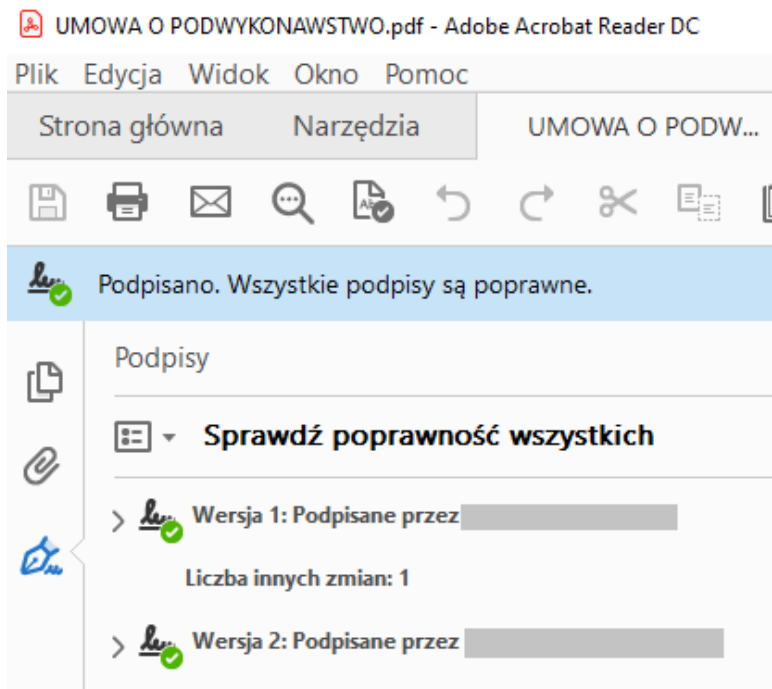 UMOWA O PODWYKONAWSTWO.pdf - Adobe Acrobat Reader DC
Plik Edycja Widok Okno Pomoc
Strona główna Narzędzia UMOWA O PODW...
Podpisano. Wszystkie podpisy są poprawne.
Podpisy
Sprawdź poprawność wszystkich
Wersja 1: Podpisane przez
Liczba innych zmian: 1
Wersja 2: Podpisane przez